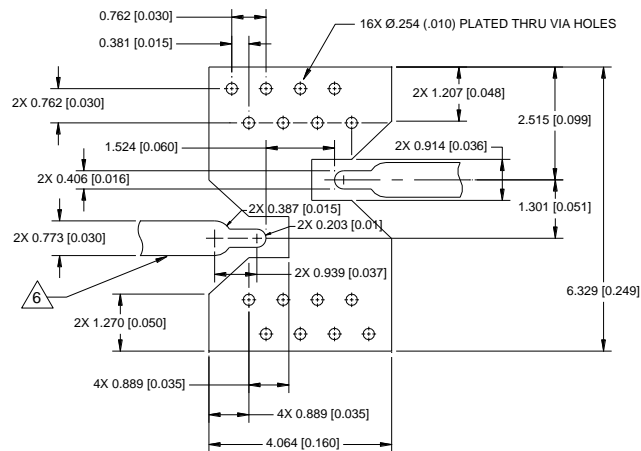 0.762 [0.030]
16X Ø.254 (.010) PLATED THRU VIA HOLES
0.381 [0.015]
2X 0.762 [0.030]
2X 1.207 [0.048]
2.515 [0.099]
1.524 [0.060]
2X 0.914 [0.036]
2X 0.406 [0.016]
2X 0.387 [0.015]
1.301 [0.051]
2X 0.203 [0.01]
2X 0.773 [0.030]
2X 0.939 [0.037]
6
6.329 [0.249]
2X 1.270 [0.050]
4X 0.889 [0.035]
4X 0.889 [0.035]
4.064 [0.160]